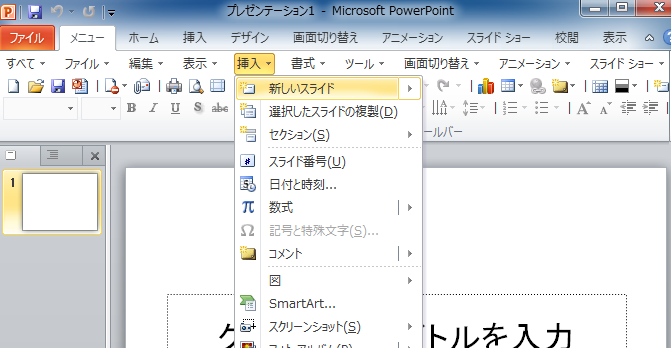 プレゼンテーション1 - Microsoft PowerPoint
ファイル メニュー ホーム 挿入 デザイン 画面切り替え アニメーション スライド ショー 校閲 表示
すべて ファイル 編集 表示 挿入 書式 ツール 画面切り替え アニメーション スライド ショー
B I U S abc
ールバー
新しいスライド
選択したスライドの複製(D)
セクション(S)
スライド番号(U)
日付と時刻...
数式
記号と特殊文字(S)...
コメント
図
SmartArt...
スクリーンショット(S)
フォト アルバム(P)
1
トルを入力